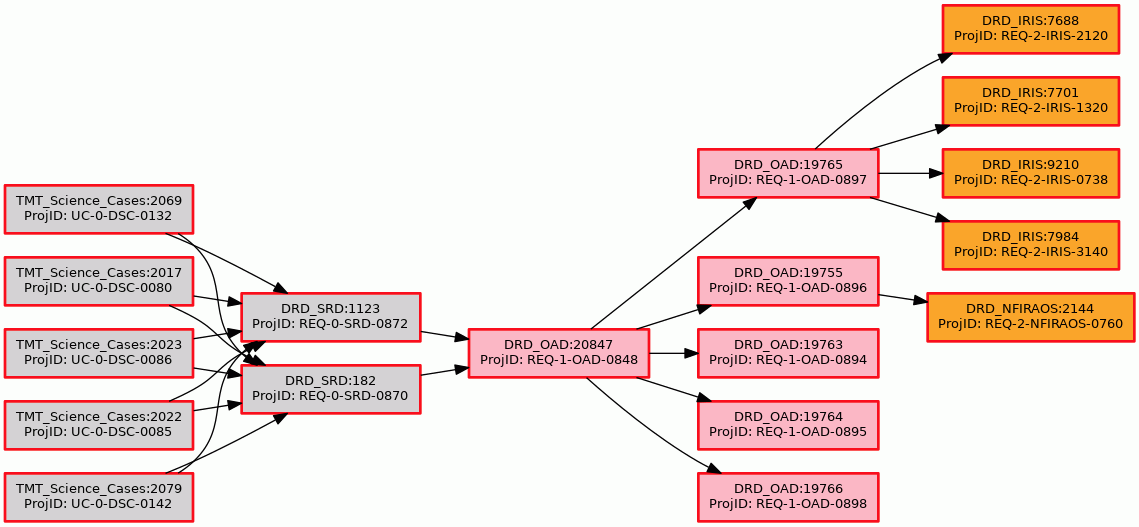 TMT_Science_Cases:2069
ProjID: UC-0-DSC-0132
TMT_Science_Cases:2017
ProjID: UC-0-DSC-0080
TMT_Science_Cases:2023
ProjID: UC-0-DSC-0086
TMT_Science_Cases:2022
ProjID: UC-0-DSC-0085
TMT_Science_Cases:2079
ProjID: UC-0-DSC-0142
DRD_SRD:1123
ProjID: REQ-0-SRD-0872
DRD_SRD:182
ProjID: REQ-0-SRD-0870
DRD_OAD:20847
ProjID: REQ-1-OAD-0848
DRD_OAD:19765
ProjID: REQ-1-OAD-0897
DRD_OAD:19755
ProjID: REQ-1-OAD-0896
DRD_OAD:19763
ProjID: REQ-1-OAD-0894
DRD_OAD:19764
ProjID: REQ-1-OAD-0895
DRD_OAD:19766
ProjID: REQ-1-OAD-0898
DRD_IRIS:7688
ProjID: REQ-2-IRIS-2120
DRD_IRIS:7701
ProjID: REQ-2-IRIS-1320
DRD_IRIS:9210
ProjID: REQ-2-IRIS-0738
DRD_IRIS:7984
ProjID: REQ-2-IRIS-3140
DRD_NFIRAOS:2144
ProjID: REQ-2-NFIRAOS-0760